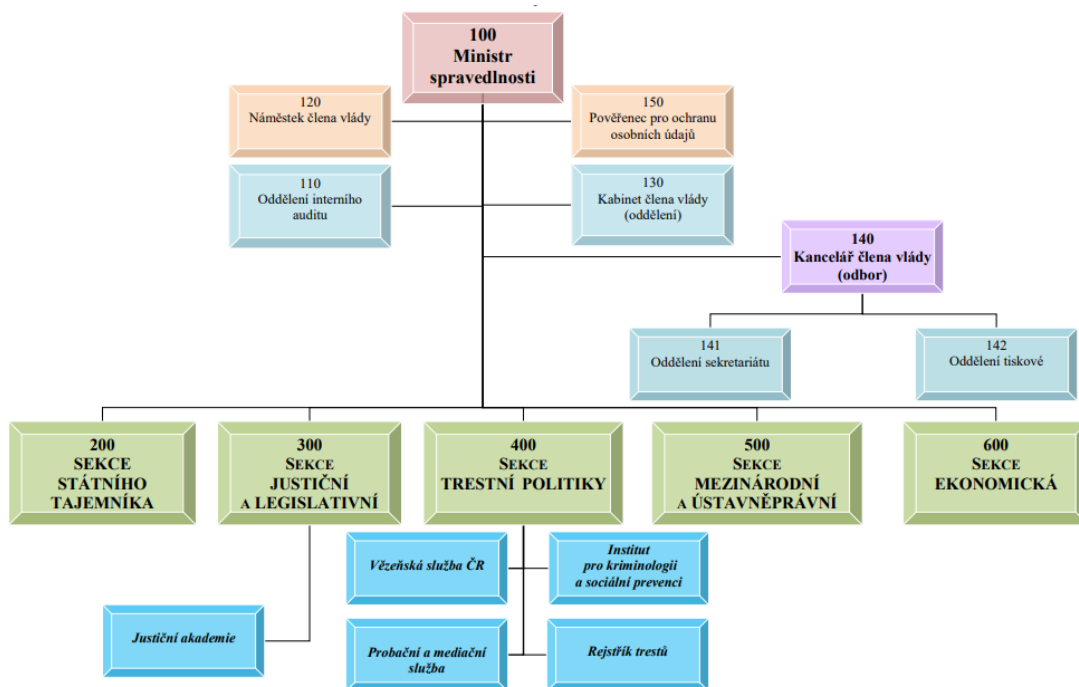 100
Ministr
spravedlnosti
120
Náměstek člena vlády
150
Pověřenec pro ochranu
osobních údajů
110
Oddělení interního
auditu
130
Kabinet člena vlády
(oddělení)
140
Kancelář člena vlády
(odbor)
141
Oddělení sekretariátu
142
Oddělení tiskové
200
SEKCE
STÁTNÍHO
TAJEMNÍKA
300
SEKCE
JUSTIČNÍ
A LEGISLATIVNÍ
400
SEKCE
TRESTNÍ POLITIKY
500
SEKCE
MEZINÁRODNÍ
A ÚSTAVNĚPRÁVNÍ
600
SEKCE
EKONOMICKÁ
Vězeňská služba ČR
Institut
pro kriminologii
a sociální prevenci
Justiční akademie
Probační a mediační
služba
Rejstřík trestů